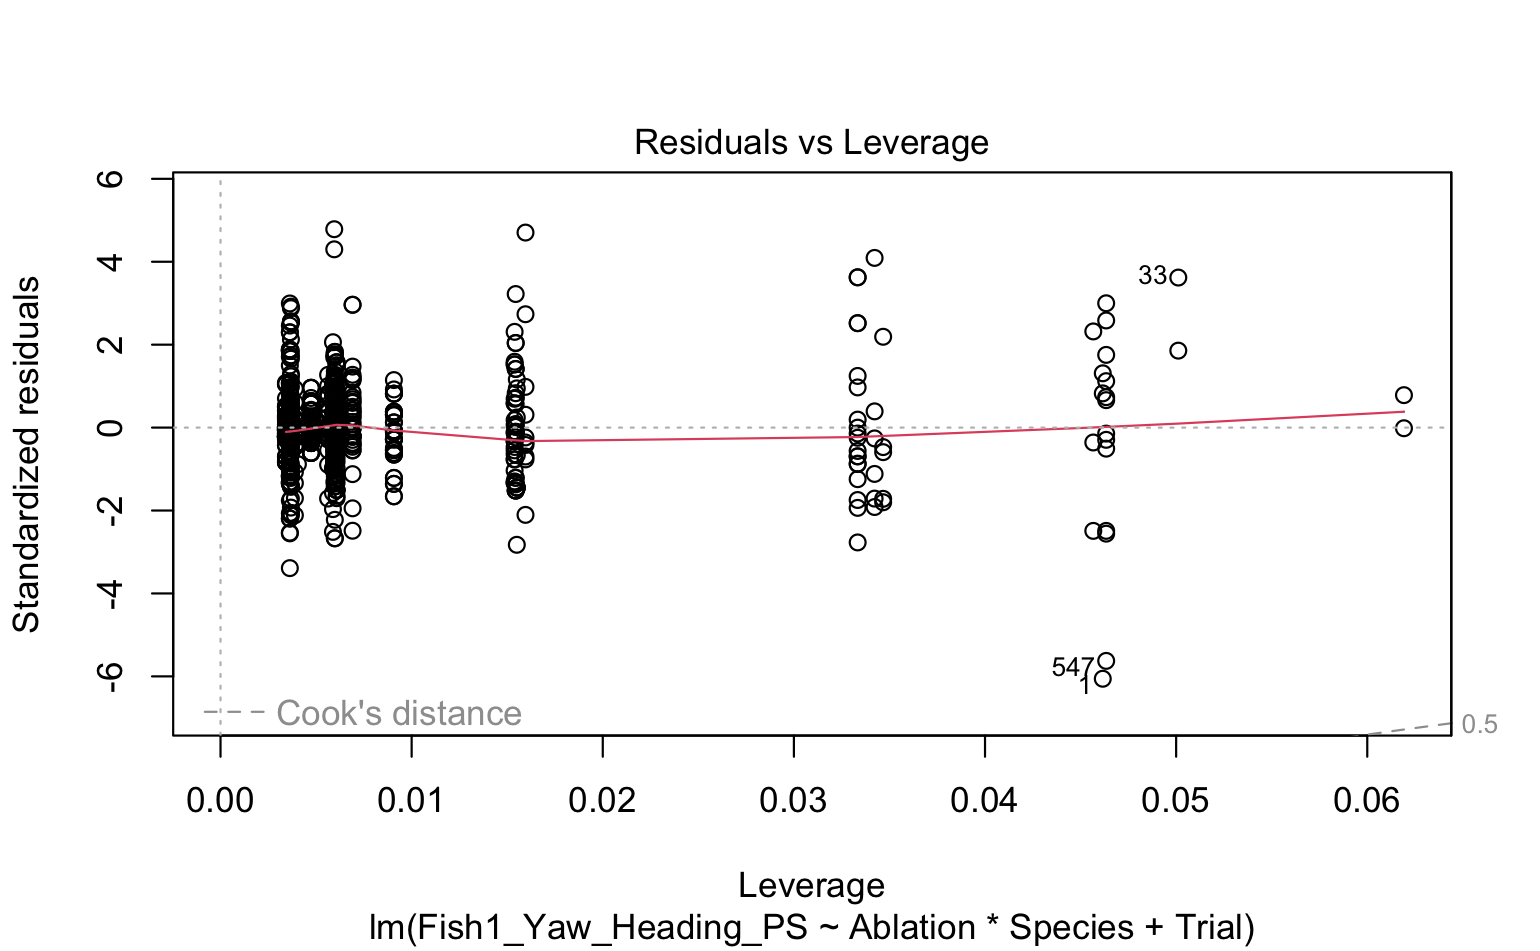 Residuals vs Leverage
Standardized residuals
6
4
2
0
-2
-4
-6
33
547
1
Cook's distance
0.5
0.00 0.01 0.02 0.03 0.04 0.05 0.06
Leverage
lm(Fish1_Yaw_Heading_PS ~ Ablation * Species + Trial)